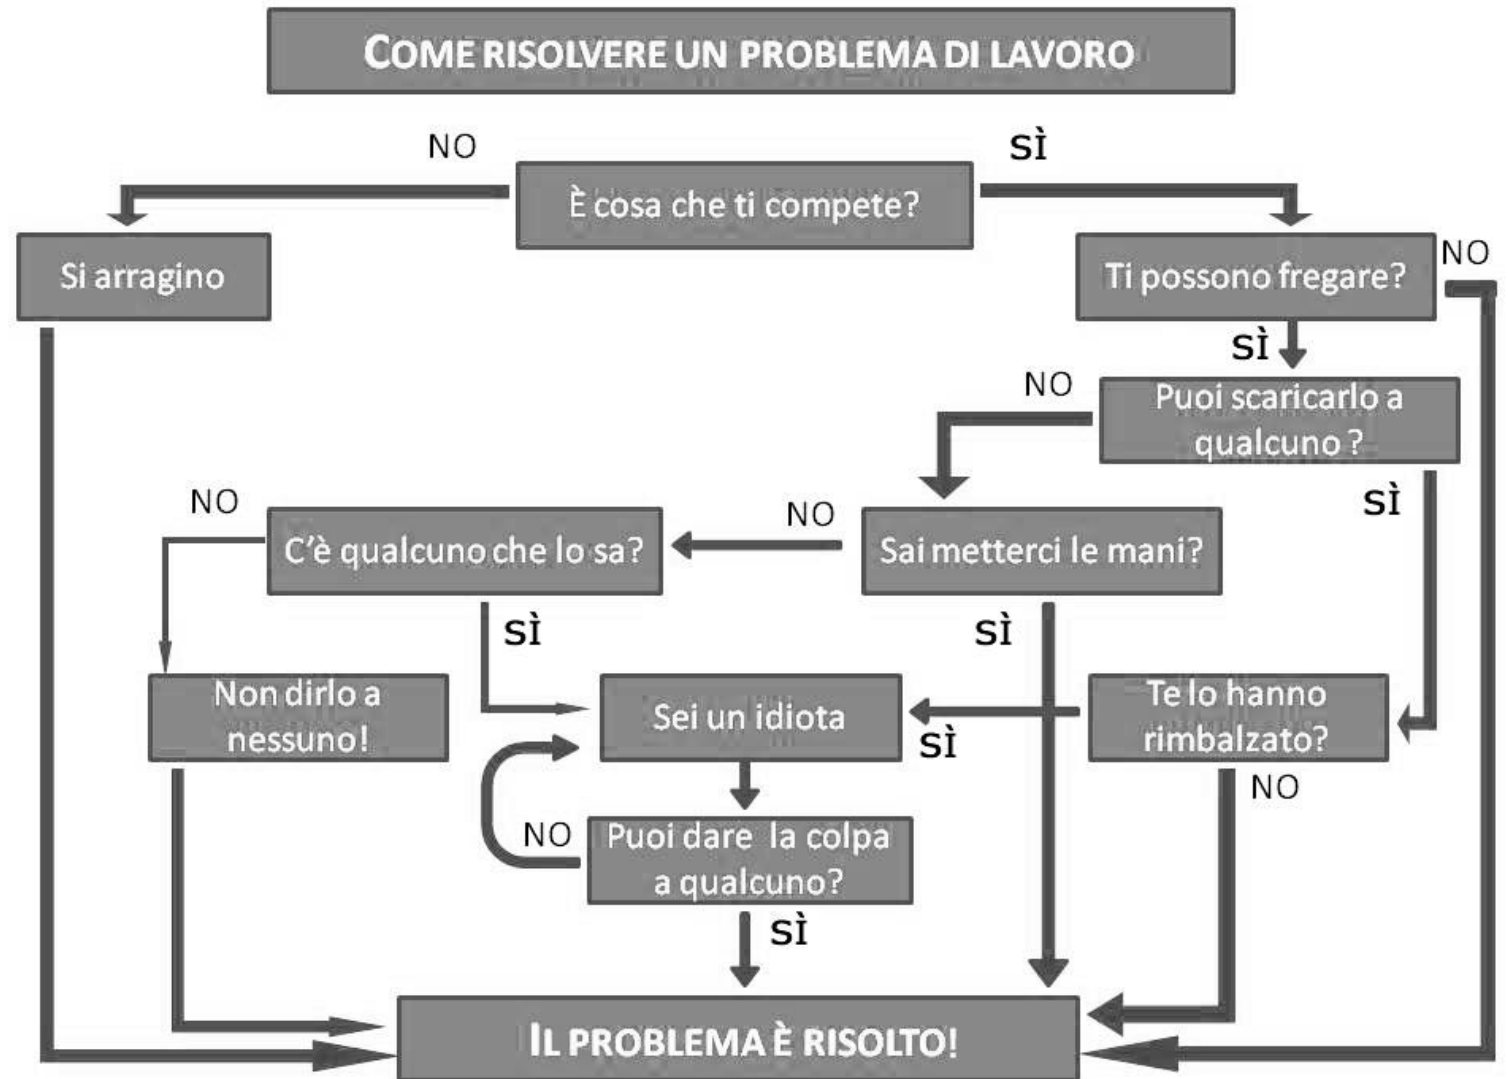 COME RISOLVERE UN PROBLEMA DI LAVORO
NO
SÌ
È cosa che ti compete?
Si arragino
Ti possono fregare?
NO
SÌ
NO
Puoi scaricarlo a
qualcuno ?
SÌ
NO
C'è qualcuno che lo sa?
NO
Sai metterci le mani?
SÌ
SÌ
Non dirlo a
nessuno!
Sei un idiota
SÌ
Te lo hanno
rimbalzato?
NO
NO
Puoi dare la colpa
a qualcuno?
SÌ
IL PROBLEMA È RISOLTO!